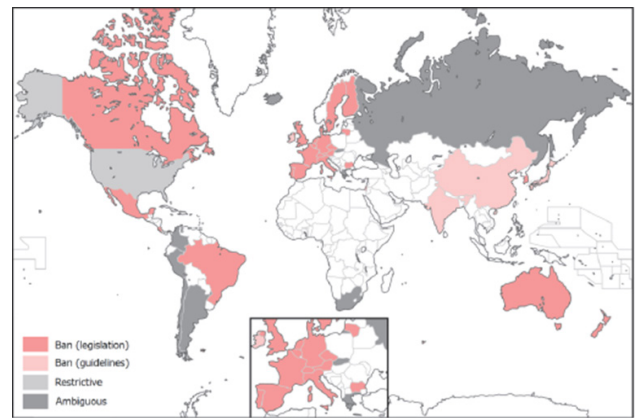 Ban (legislation)
Ban (guidelines)
Restrictive
Ambiguous